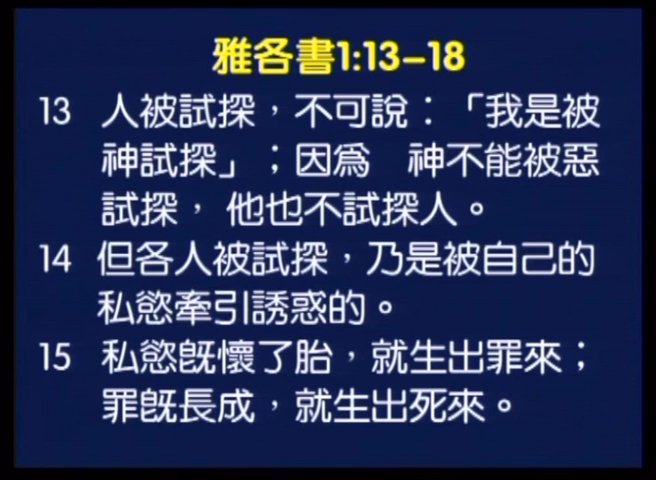 雅各書1:13-18
13 人被試探，不可說：「我是被
神試探」；因為　神不能被惡
試探，他也不試探人。
14 但各人被試探，乃是被自己的
私慾牽引誘惑的。
15 私慾既懷了胎，就生出罪來；
罪既長成，就生出死來。